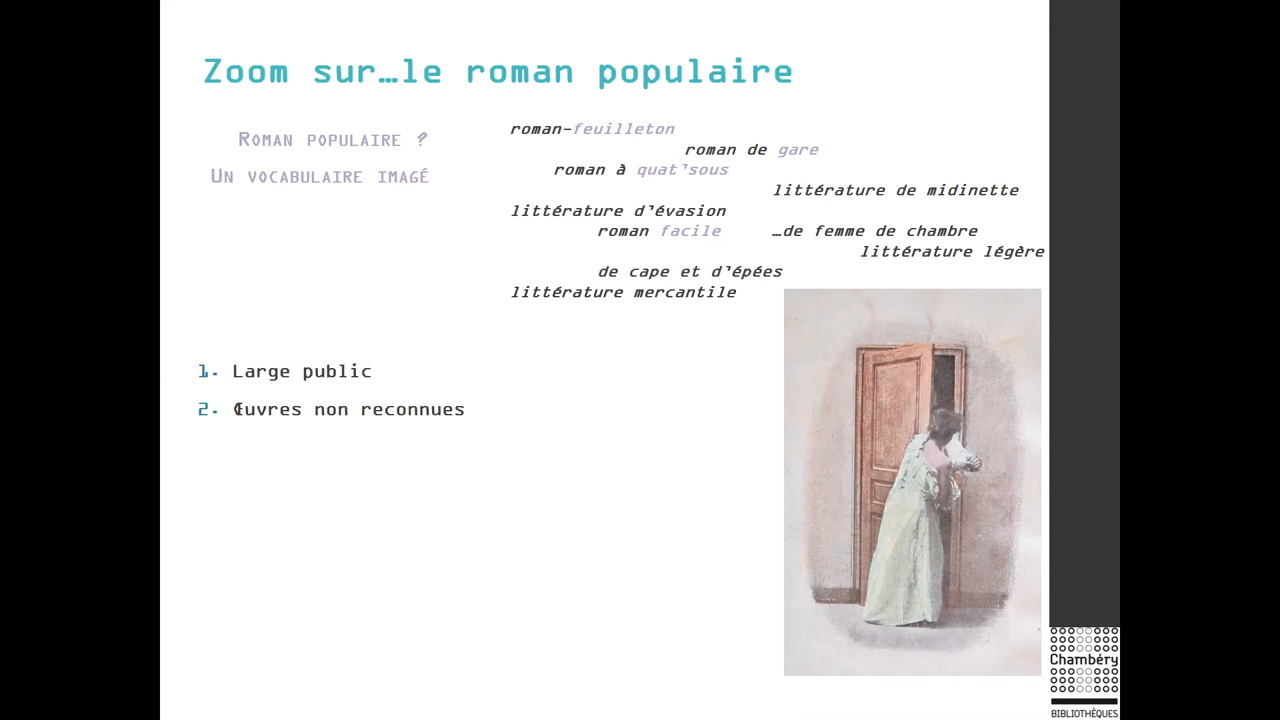 Zoom sur…le roman populaire
Roman populaire ?
Un vocabulaire imagé
roman-feuilleton
roman de gare
roman à quat'sous
littérature de midinette
littérature d'évasion
roman facile
…de femme de chambre
littérature légère
de cape et d'épées
littérature mercantile
1. Large public
2. Œuvres non reconnues
Chambéry
BIBLIOTHÈQUES